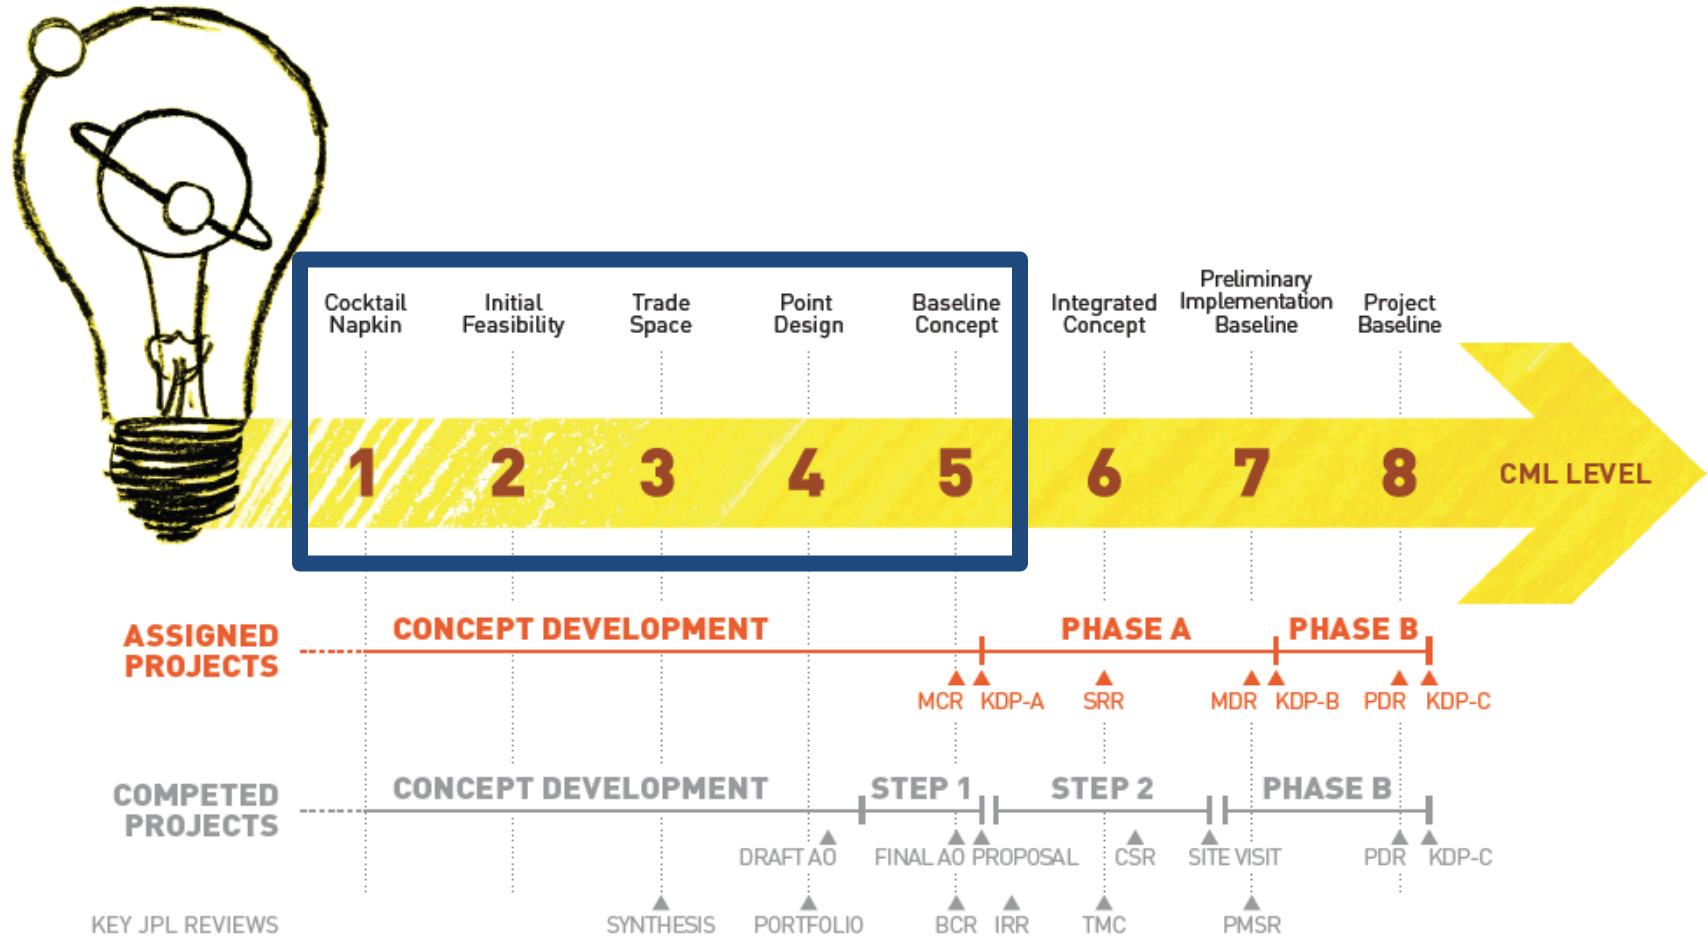 Cocktail
Napkin
Initial
Feasibility
Trade
Space
Point
Design
Baseline
Concept
Integrated
Concept
Preliminary
Implementation
Baseline
Project
Baseline
1 2 3 4 5 6 7 8 CML LEVEL
ASSIGNED
PROJECTS
CONCEPT DEVELOPMENT PHASE A PHASE B
MCR KDP-A SRR MDR KDP-B PDR KDP-C
COMPETED
PROJECTS
CONCEPT DEVELOPMENT STEP 1 STEP 2 PHASE B
DRAFT AO FINAL AO PROPOSAL CSR SITE VISIT PDR KDP-C
KEY JPL REVIEWS SYNTHESIS PORTFOLIO BCR IRR TMC PMSR